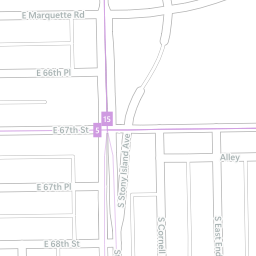 E Marquette Rd
E 66th Pl
15
E 67th St
5
S Stony Island Ave
Alley
E 67th Pl
S Cornell
S East End
E 68th St